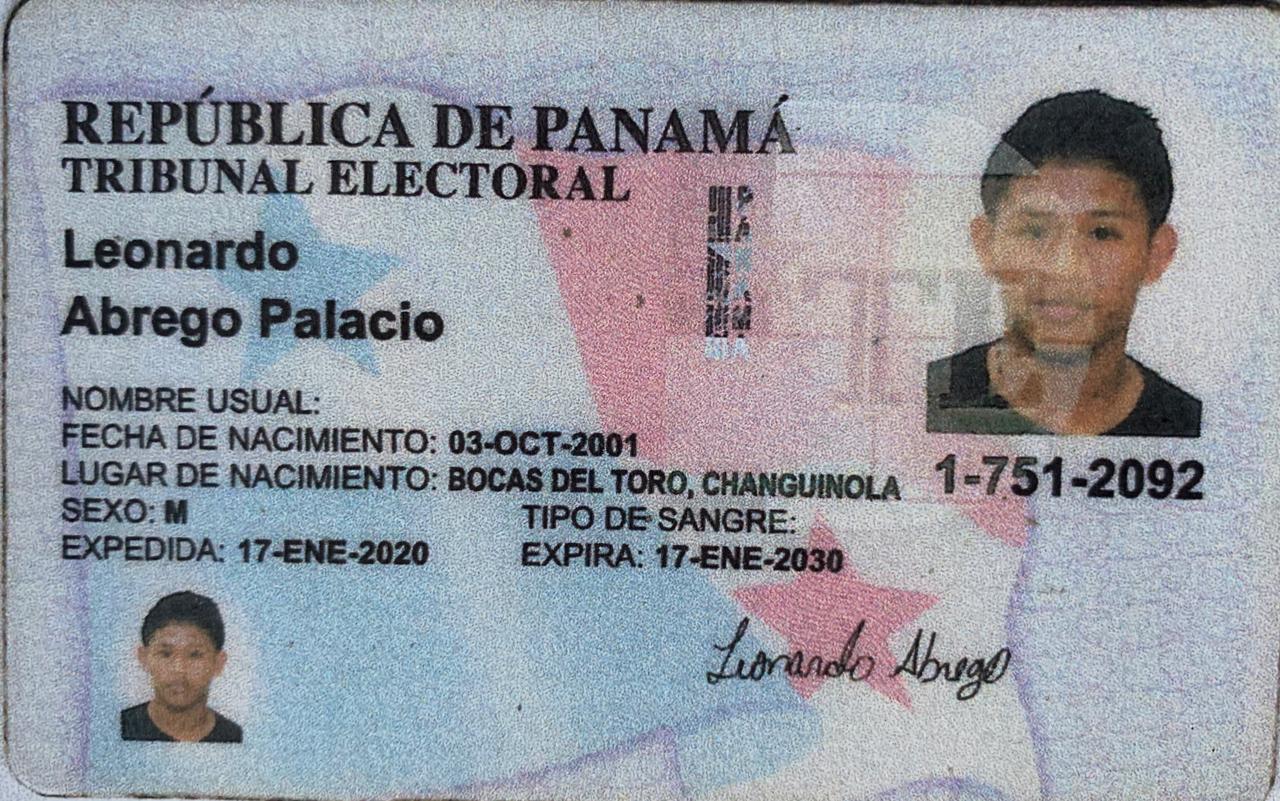 REPÚBLICA DE PANAMÁ
TRIBUNAL ELECTORAL
Leonardo
Abrego Palacio
NOMBRE USUAL:
FECHA DE NACIMIENTO: 03-OCT-2001
LUGAR DE NACIMIENTO: BOCAS DEL TORO, CHANGUINOLA
SEXO: M
TIPO DE SANGRE:
EXPEDIDA: 17-ENE-2020
EXPIRA: 17-ENE-2030
1-751-2092
Leonardo Abrego